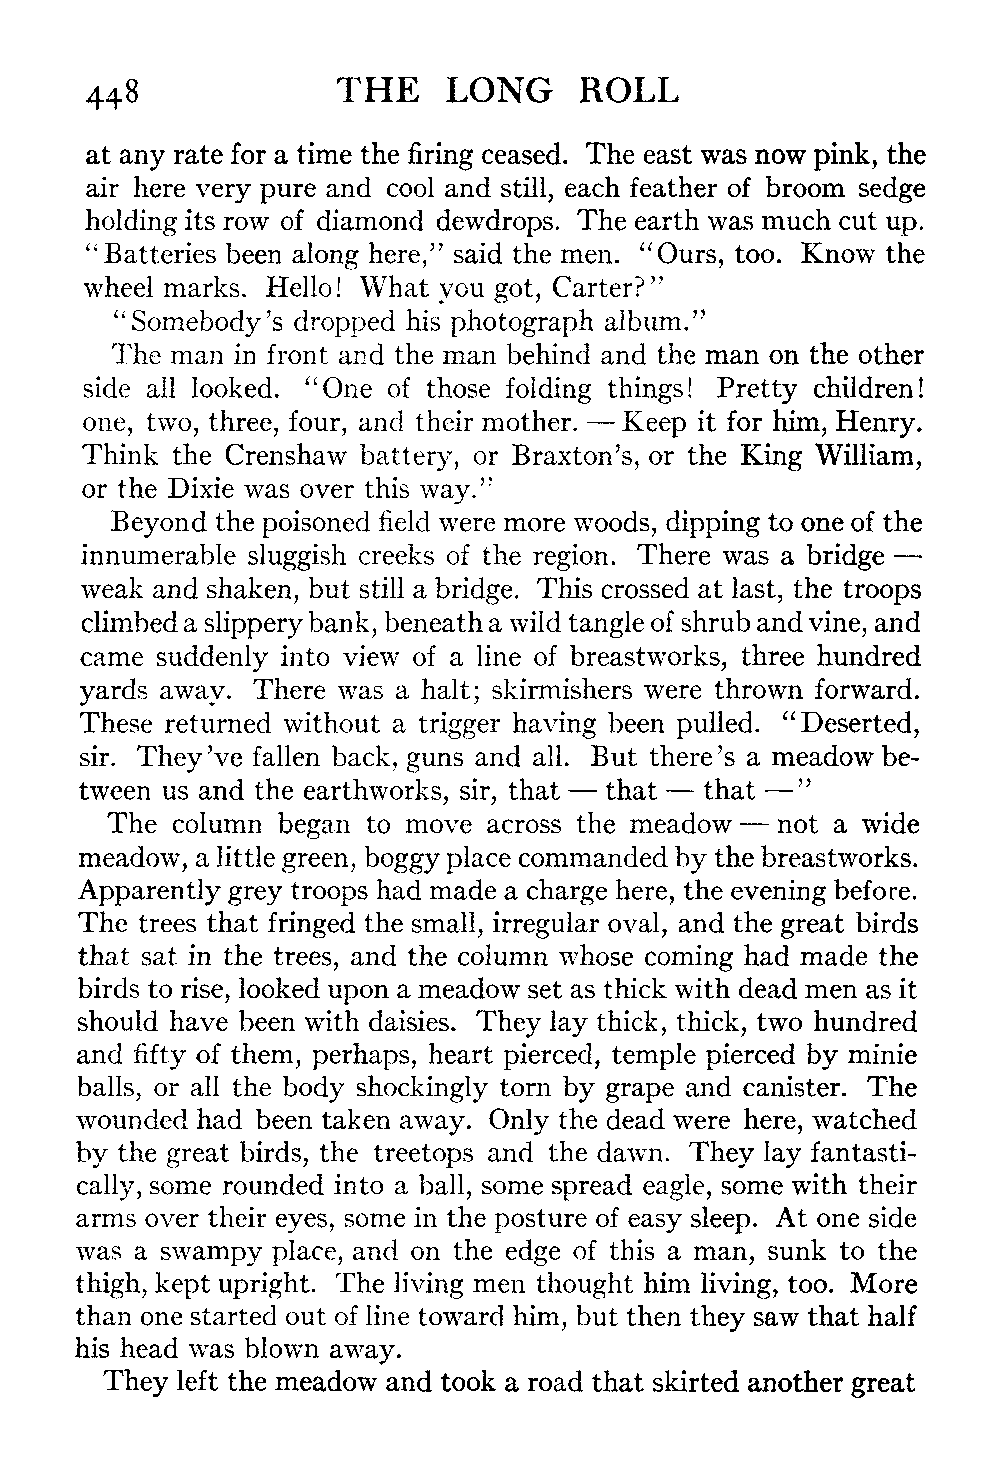 448 THE LONG ROLL
at any rate for a time the firing ceased. The east was now pink, the
air here very pure and cool and still, each feather of broom sedge
holding its row of diamond dewdrops. The earth was much cut up.
“Batteries been along here,” said the men. “Ours, too. Know the
wheel marks. Hello! What you got, Carter?”
“Somebody’s dropped his photograph album.”
The man in front and the man behind and the man on the other
side all looked. “One of those folding things! Pretty children!
one, two, three, four, and their mother. — Keep it for him, Henry.
Think the Crenshaw battery, or Braxton’s, or the King William,
or the Dixie was over this way.”
Beyond the poisoned field were more woods, dipping to one of the
innumerable sluggish creeks of the region. There was a bridge —
weak and shaken, but still a bridge. This crossed at last, the troops
climbed a slippery bank, beneath a wild tangle of shrub and vine, and
came suddenly into view of a line of breastworks, three hundred
yards away. There was a halt; skirmishers were thrown forward.
These returned without a trigger having been pulled. “Deserted,
sir. They’ve fallen back, guns and all. But there’s a meadow be-
tween us and the earthworks, sir, that — that — that —”
The column began to move across the meadow — not a wide
meadow, a little green, boggy place commanded by the breastworks.
Apparently grey troops had made a charge here, the evening before.
The trees that fringed the small, irregular oval, and the great birds
that sat in the trees, and the column whose coming had made the
birds to rise, looked upon a meadow set as thick with dead men as it
should have been with daisies. They lay thick, thick, two hundred
and fifty of them, perhaps, heart pierced, temple pierced by minie
balls, or all the body shockingly torn by grape and canister. The
wounded had been taken away. Only the dead were here, watched
by the great birds, the treetops and the dawn. They lay fantasti-
cally, some rounded into a ball, some spread eagle, some with their
arms over their eyes, some in the posture of easy sleep. At one side
was a swampy place, and on the edge of this a man, sunk to the
thigh, kept upright. The living men thought him living, too. More
than one started out of line toward him, but then they saw that half
his head was blown away.
They left the meadow and took a road that skirted another great